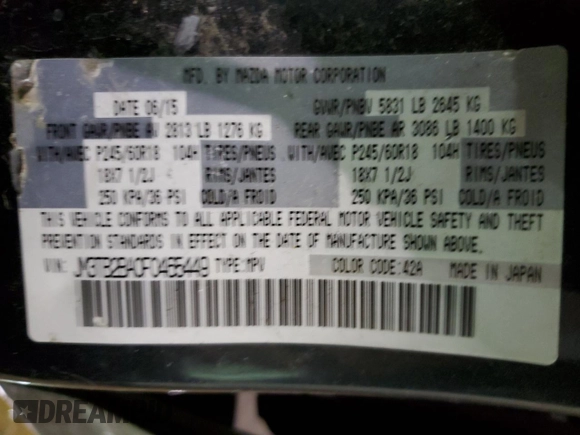 MFD. BY MAZDA MOTOR CORPORATION
DATE 06/15 GVWR/PNBV 5831 LB 2645 KG
FRONT GAWR/PNBE AV 2813 LB 1276 KG REAR GAWR/PNBE AR 3086 LB 1400 KG
WITH/AVEC P245/60R18 104H TIRES/PNEUS WITH/AVEC P245/60R18 104H TIRES/PNEUS
18X7 1/2J RIMS/JANTES 18X7 1/2J RIMS/JANTES
250 KPA/36 PSI COLD/A FROID 250 KPA/36 PSI COLD/A FROID
THIS VEHICLE CONFORMS TO ALL APPLICABLE FEDERAL MOTOR VEHICLE SAFETY AND THEFT
PREVENTION STANDARDS IN EFFECT ON THE DATE OF MANUFACTURE SHOWN ABOVE.
VIN: JM3TB2BA0F0455449 TYPE:MPV COLOR CODE:42A MADE IN JAPAN